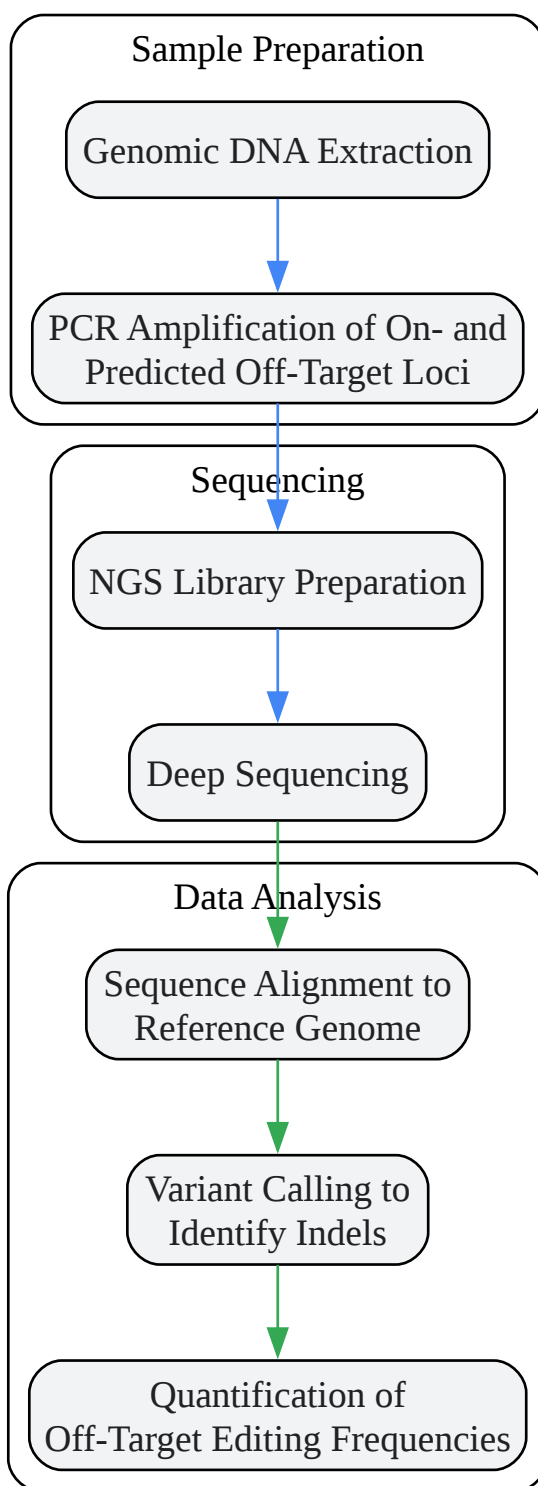 Sample Preparation
Genomic DNA Extraction
PCR Amplification of On- and
Predicted Off-Target Loci
Sequencing
NGS Library Preparation
Deep Sequencing
Data Analysis
Sequence Alignment to
Reference Genome
Variant Calling to
Identify Indels
Quantification of
Off-Target Editing Frequencies